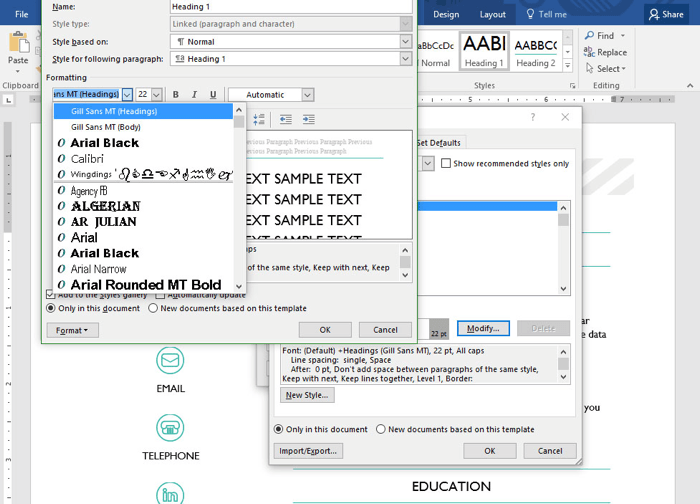 File
Paste
Clipboard
Name:
Heading 1
Style type:
Linked (paragraph and character)
Style based on:
¶ Normal
Style for following paragraph:
Heading 1
Formatting
ns MT (Headings)
22
B I U
Automatic
Gill Sans MT (Headings)
Gill Sans MT (Body)
Arial Black
Calibri
Wingdings
Agency FB
ALGERIAN
AR JULIAN
Arial
Arial Black
Arial Narrow
Arial Rounded MT Bold
Previous Paragraph Previous Paragraph Previous
EXT SAMPLE TEXT
EXT SAMPLE TEXT
EXT SAMPLE TEXT
EXT SAMPLE TEXT
caps
of the same style, Keep with next, Keep
Add to the Styles gallery
Automatically update
Only in this document
New documents based on this template
Format
OK
Cancel
Design
Layout
Tell me
Share
BbCcDc
AABI
AABBCC
Normal
Heading 1
Heading 2
Styles
Find
Replace
Select
Editing
5
6
7
?
Set Defaults
Show recommended styles only
22 pt
Modify...
Delete
Font: (Default) +Headings (Gill Sans MT), 22 pt, All caps
Line spacing: single, Space
After: 0 pt, Don't add space between paragraphs of the same style,
Keep with next, Keep lines together, Level 1, Border:
New Style...
Only in this document
New documents based on this template
Import/Export...
OK
Cancel
ar
e data
you
EMAIL
TELEPHONE
EDUCATION